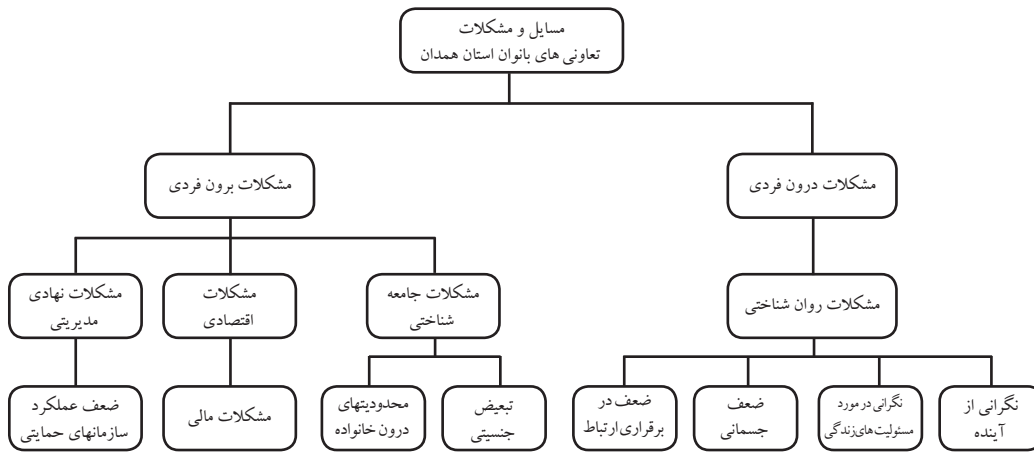 مسایل و مشکلات
تعاونی های بانوان استان همدان
مشکلات درون فردی
مشکلات برون فردی
مشکلات روان شناختی
مشکلات جامعه
شناختی
مشکلات
اقتصادی
مشکلات نهادی
مدیریتی
نگرانی از
آینده
نگرانی در مورد
مسئولیت های زندگی
ضعف
جسمانی
ضعف در
برقراری ارتباط
تبعیض
جنسیتی
محدودیتهای
درون خانواده
مشکلات مالی
ضعف عملکرد
سازمانهای حمایتی